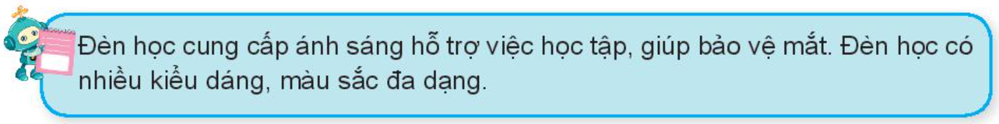 Đèn học cung cấp ánh sáng hỗ trợ việc học tập, giúp bảo vệ mắt. Đèn học có
nhiều kiểu dáng, màu sắc đa dạng.